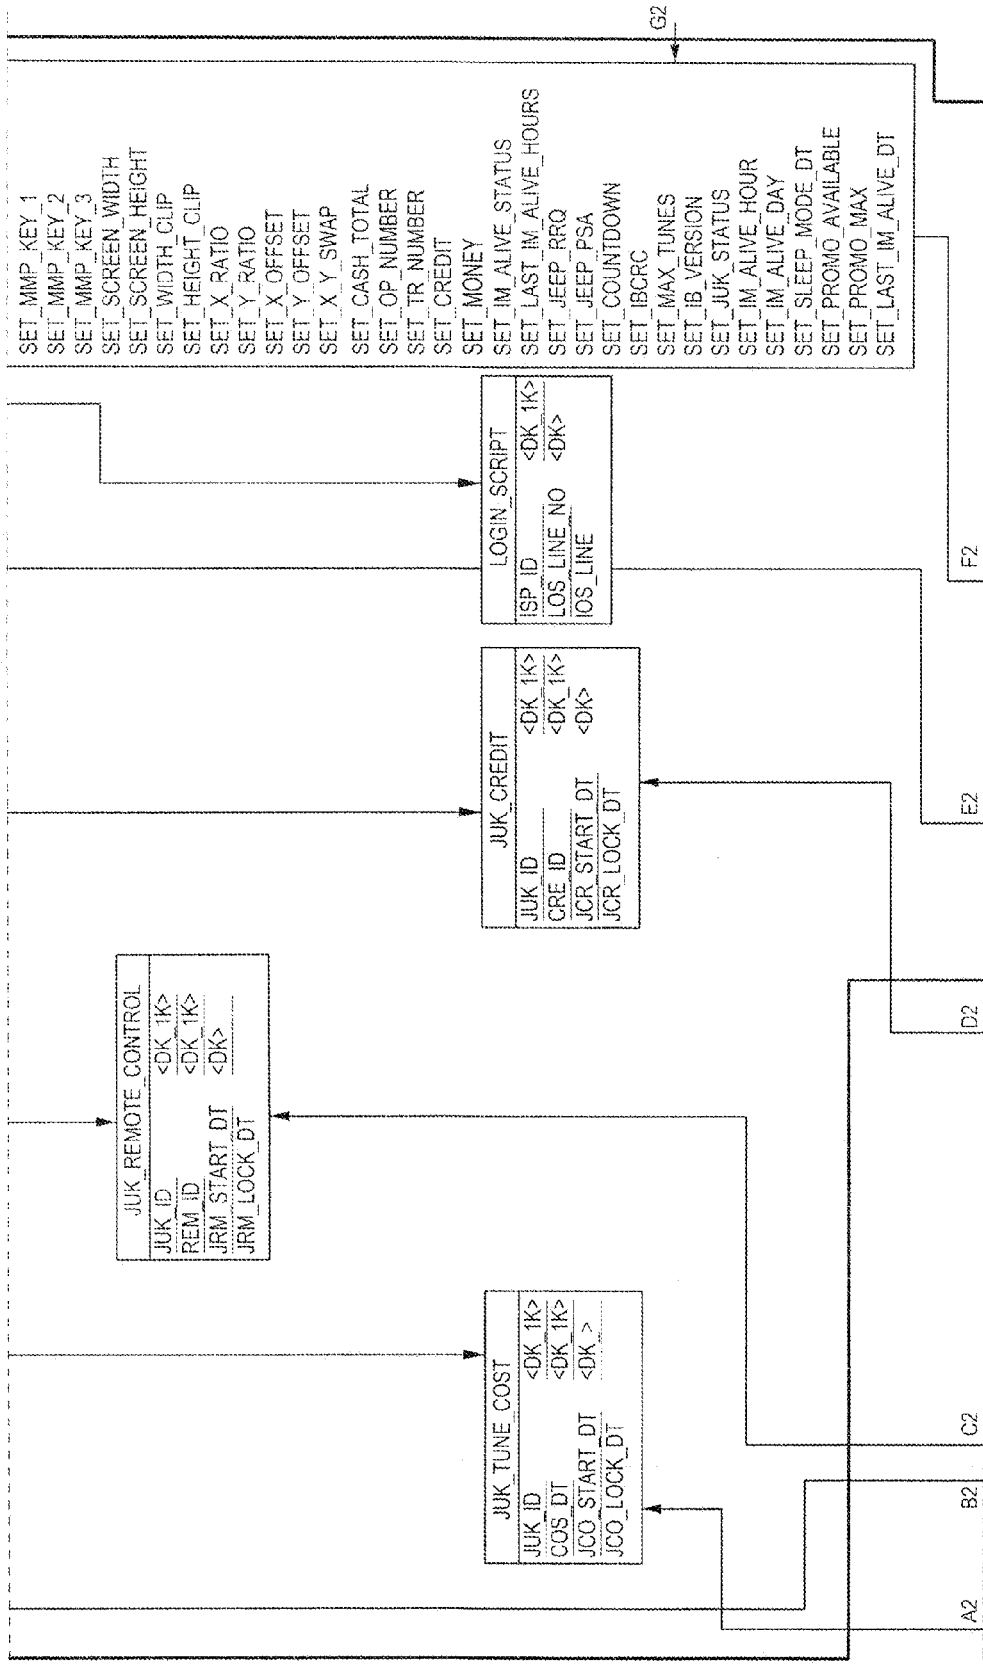 SET_MMP_KEY_1
SET_MMP_KEY_2
SET_MMP_KEY_3
SET_SCREEN_WIDTH
SET_SCREEN_HEIGHT
SET_WIDTH_CLIP
SET_HEIGHT_CLIP
SET_X_RATIO
SET_Y_RATIO
SET_X_OFFSET
SET_Y_OFFSET
SET_X_Y_SWAP
SET_CASH_TOTAL
SET_OP_NUMBER
SET_TR_NUMBER
SET_CREDIT
SET_MONEY
SET_IM_ALIVE_STATUS
SET_LAST_IM_ALIVE_HOURS
SET_JEEP_RRQ
SET_JEEP_PSA
SET_COUNTDOWN
SET_IBCRC
SET_MAX_TUNES
SET_IB_VERSION
SET_JUK_STATUS
SET_IM_ALIVE_HOUR
SET_IM_ALIVE_DAY
SET_SLEEP_MODE_DT
SET_PROMO_AVAILABLE
SET_PROMO_MAX
SET_LAST_IM_ALIVE_DT
G2
JUK_REMOTE_CONTROL
JUK_ID <DK_1K>
REM_ID <DK_1K>
JRM_START_DT <DK>
JRM_LOCK_DT
JUK_TUNE_COST
JUK_ID <DK_1K>
COS_DT <DK_1K>
JCO_START_DT <DK_>
JCO_LOCK_DT
JUK_CREDIT
JUK_ID <DK_1K>
CRE_ID <DK_1K>
JCR_START_DT <DK>
JCR_LOCK_DT
LOGIN_SCRIPT
ISP_ID <DK_1K>
LOS_LINE_NO <DK>
IOS_LINE
A2
B2
C2
D2
E2
F2